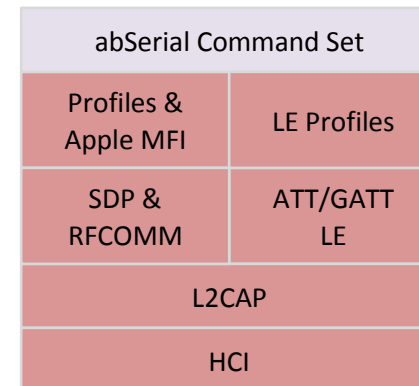 abSerial Command Set
Profiles &
Apple MFI
LE Profiles
SDP &
RFCOMM
ATT/GATT
LE
L2CAP
HCI